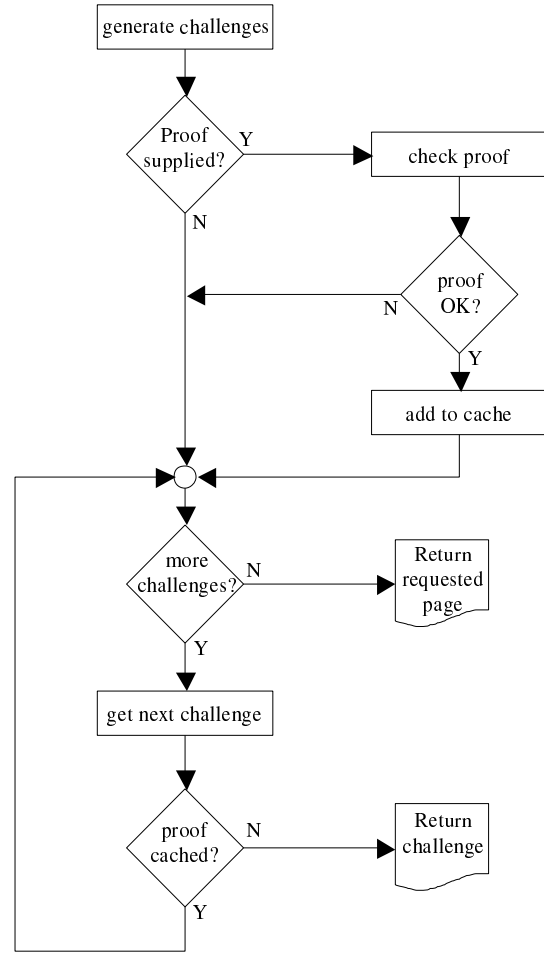 generate challenges
Proof
supplied?
Y
N
check proof
proof
OK?
N
Y
add to cache
more
challenges?
N
Y
Return
requested
page
get next challenge
proof
cached?
N
Y
Return
challenge